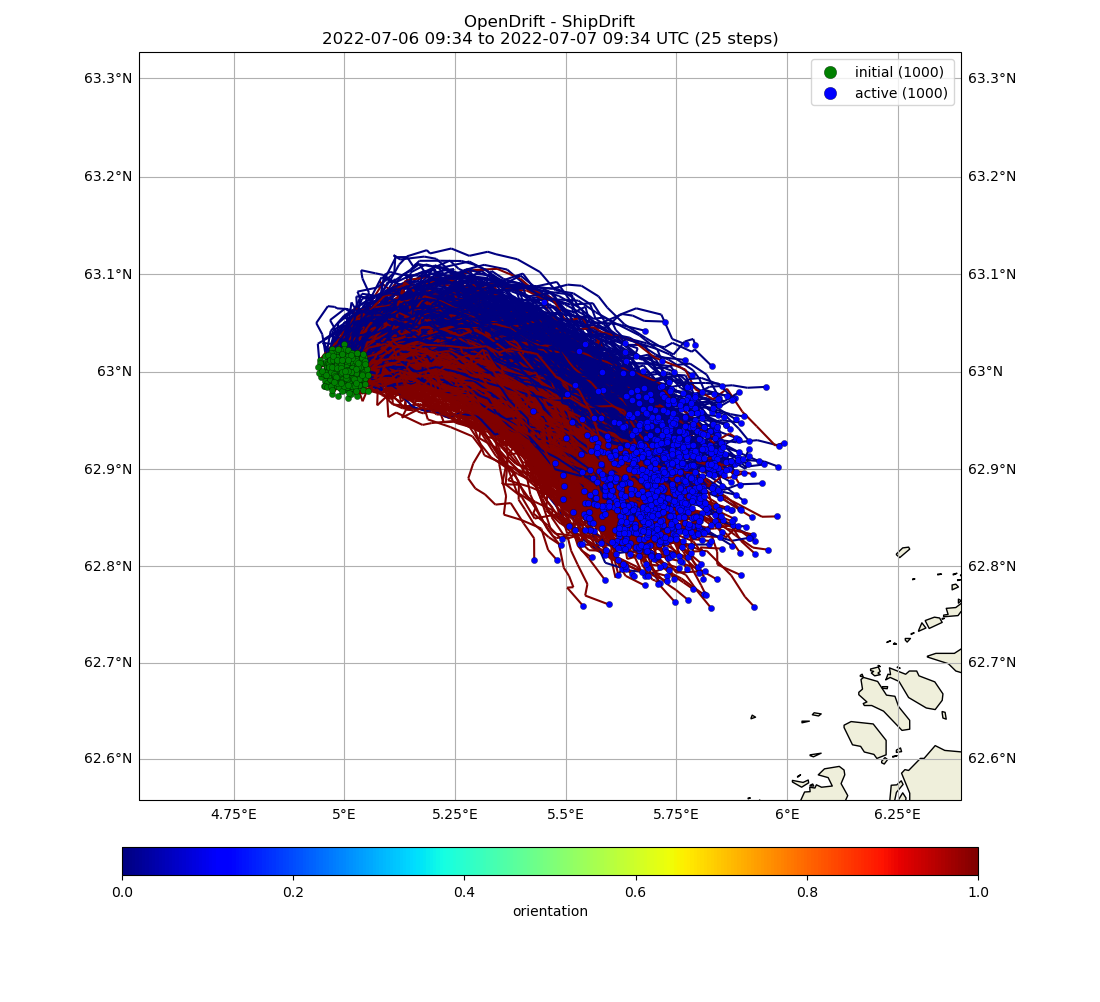 OpenDrift - ShipDrift
2022-07-06 09:34 to 2022-07-07 09:34 UTC (25 steps)
initial (1000)
active (1000)
63.3°N 63.3°N
63.2°N 63.2°N
63.1°N 63.1°N
63°N 63°N
62.9°N 62.9°N
62.8°N 62.8°N
62.7°N 62.7°N
62.6°N 62.6°N
4.75°E 5°E 5.25°E 5.5°E 5.75°E 6°E 6.25°E
0.0 0.2 0.4 0.6 0.8 1.0
orientation